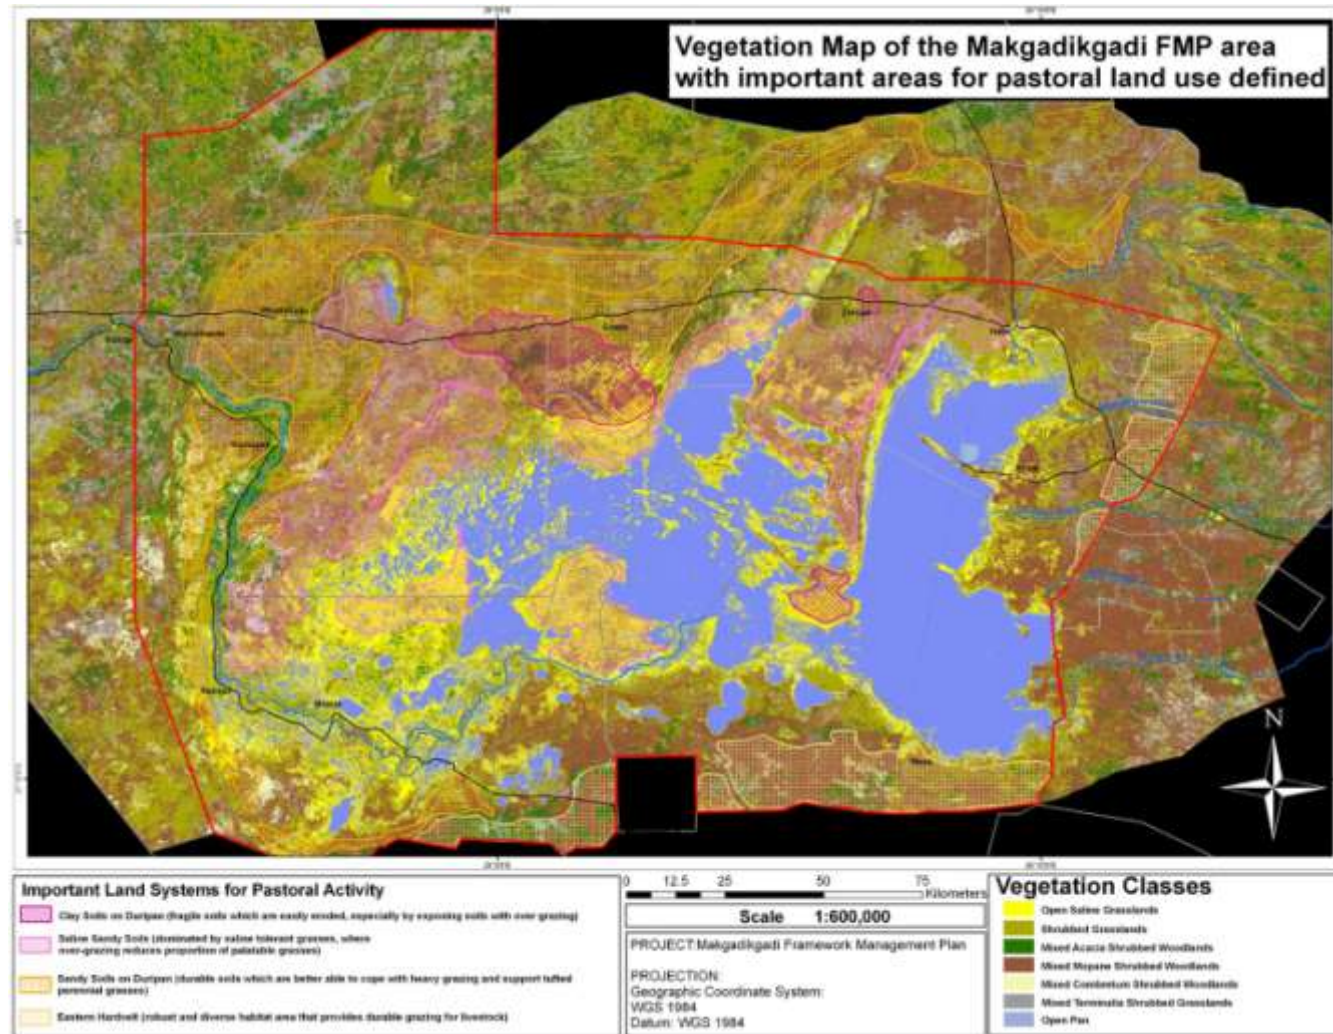 Vegetation Map of the Makgadikgadi FMP area
with important areas for pastoral land use defined
N
Important Land Systems for Pastoral Activity
Clay Soils on Duripan (fragile soils which are easily eroded, especially by exposing soils with over grazing)
Saline Sandy Soils (dominated by saline tolerant grasses, where
over-grazing reduces proportion of palatable grasses)
Sandy Soils on Duripan (durable soils which are better able to cope with heavy grazing and support tufted
perennial grasses)
Eastern Hardveld (robust and diverse habitat area that provides durable grazing for livestock)
0 12.5 25 50 75
Kilometers
Scale 1:600,000
PROJECT:Makgadikgadi Framework Management Plan
PROJECTION:
Geographic Coordinate System:
WGS 1984
Datum: WGS 1984
Vegetation Classes
Open Saline Grasslands
Shrubbed Grasslands
Mixed Acacia Shrubbed Woodlands
Mixed Mopane Shrubbed Woodlands
Mixed Combretum Shrubbed Woodlands
Mixed Terminalia Shrubbed Grasslands
Open Pan